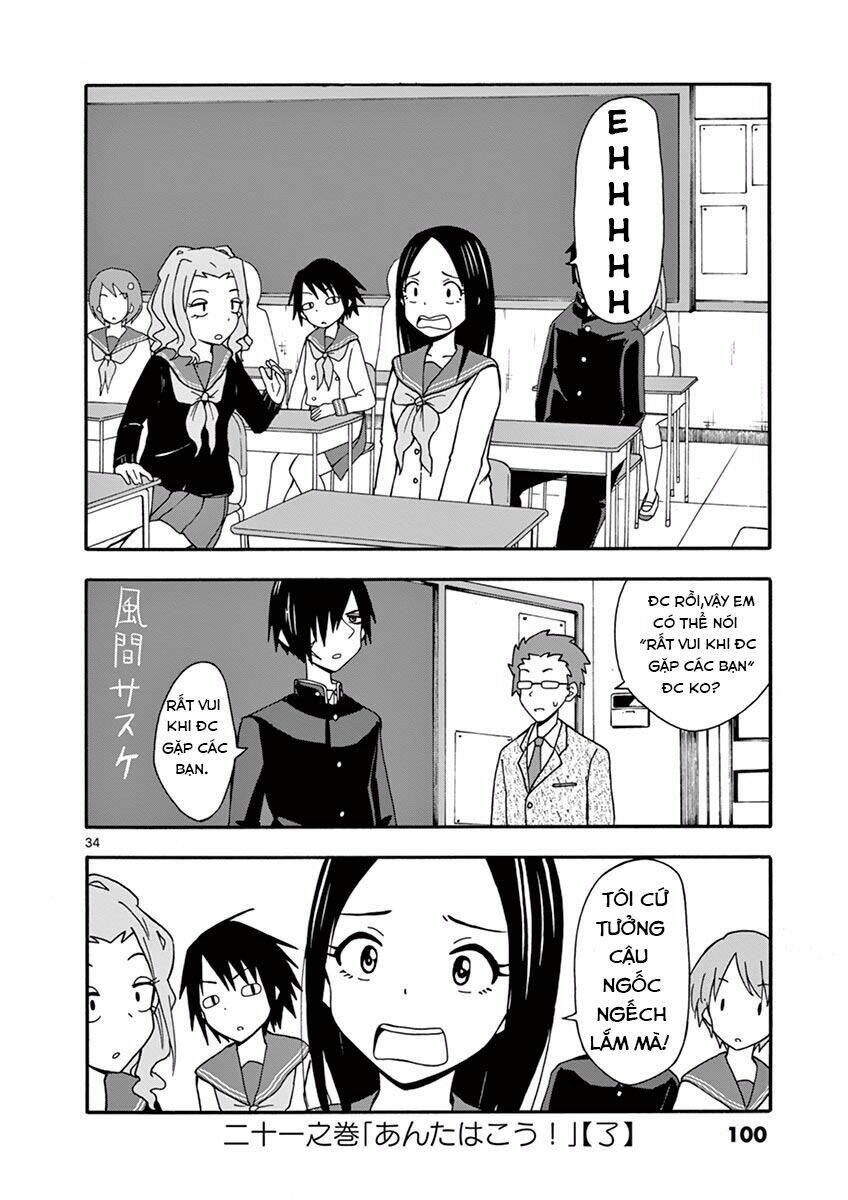 E
H
H
H
H
H
ĐC RỒI,VẬY EM
CÓ THỂ NÓI
"RẤT VUI KHI ĐC
GẶP CÁC BẠN"
ĐC KO?
RẤT VUI
KHI ĐC
GẶP CÁC
BẠN.
風間サスケ
34
TÔI CỨ
TƯỞNG
CẬU
NGỐC
NGẾCH
LẮM MÀ!
二十一之巻「あんたはこう！」【了】
100